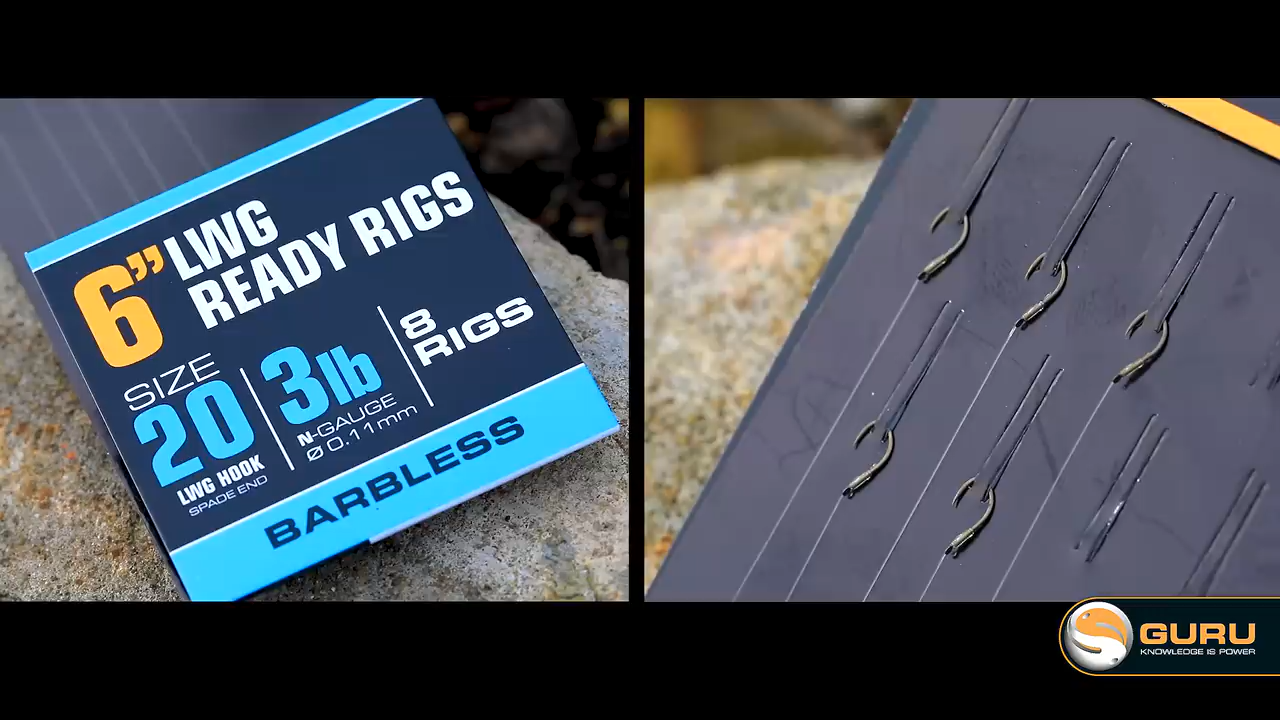 6” LWG
READY RIGS
SIZE
20
LWG HOOK
SPADE END
3lb
N-GAUGE
Ø 0.11mm
8
RIGS
BARBLESS
GURU
KNOWLEDGE IS POWER